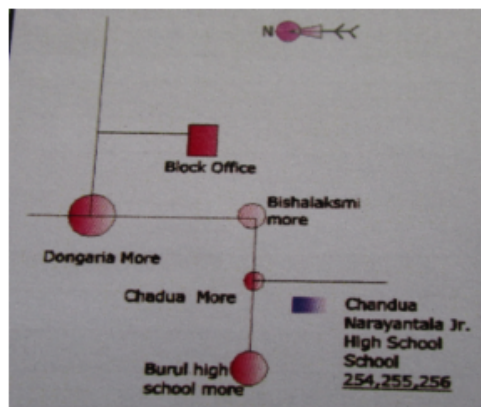 N
Block Office
Bishalaksmi
more
Dongaria More
Chadua More
Chandua
Narayantala Jr.
High School
School
254,255,256
Burul high
school more